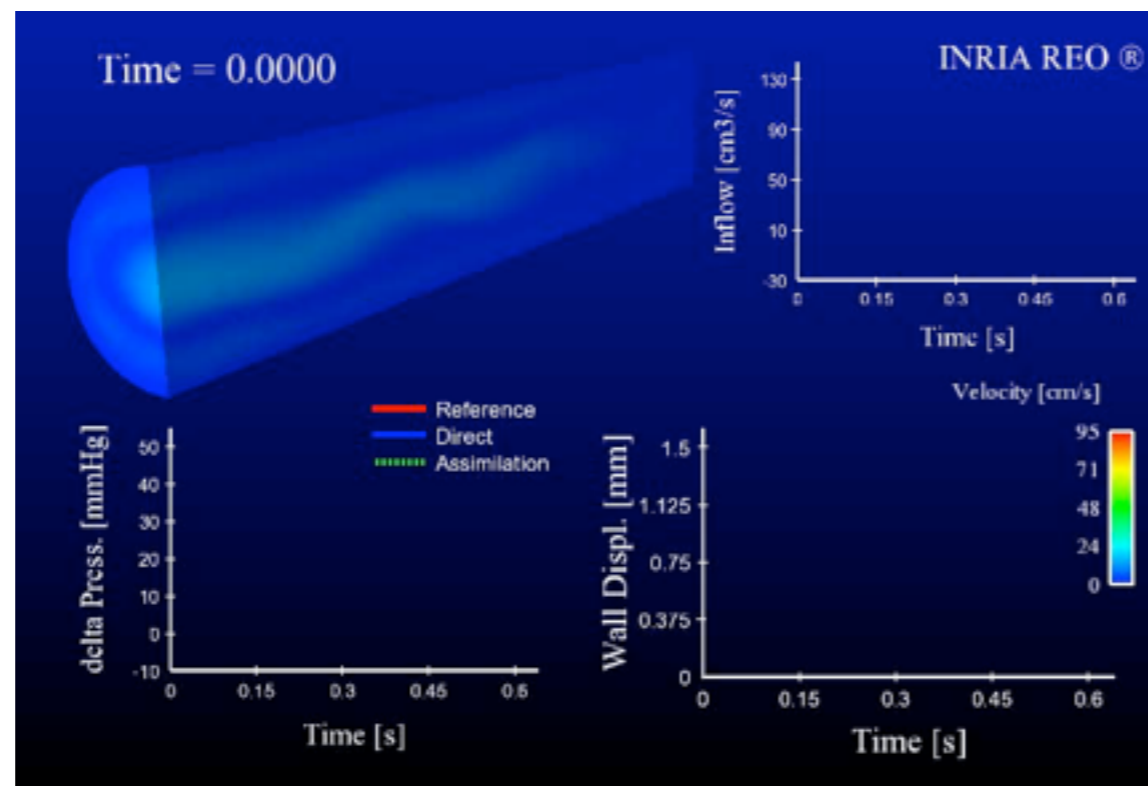 Time = 0.0000
INRIA REO ®
Inflow [cm3/s]
130
90
50
10
-30
0 0.15 0.3 0.45 0.6
Time [s]
Reference
Direct
Assimilation
delta Press. [mmHg]
50
40
30
20
10
0
-10
0 0.15 0.3 0.45 0.6
Time [s]
Wall Displ. [mm]
1.5
1.125
0.75
0.375
0
0 0.15 0.3 0.45 0.6
Time [s]
Velocity [cm/s]
95
71
48
24
0